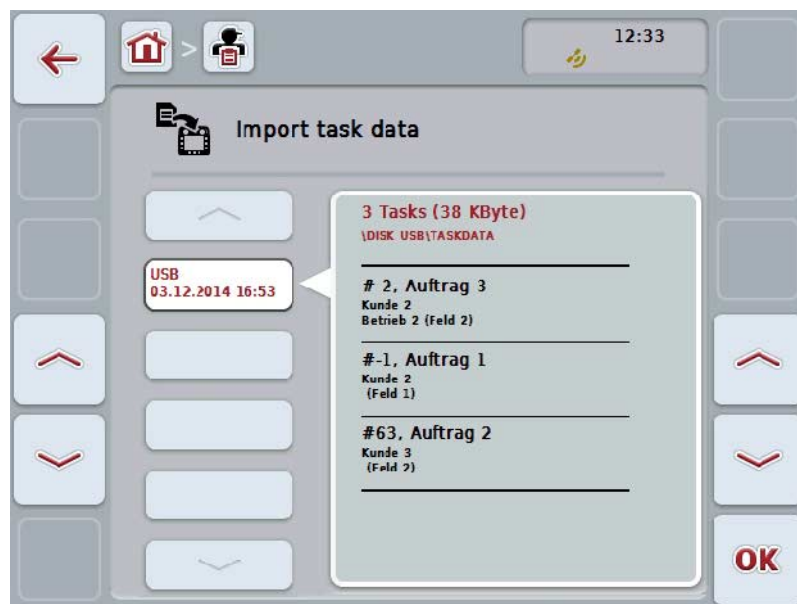 12:33
>
Import task data
3 Tasks (38 KByte)
\DISK USB\TASKDATA
USB
03.12.2014 16:53
# 2, Auftrag 3
Kunde 2
Betrieb 2 (Feld 2)
#-1, Auftrag 1
Kunde 2
(Feld 1)
#63, Auftrag 2
Kunde 3
(Feld 2)
OK